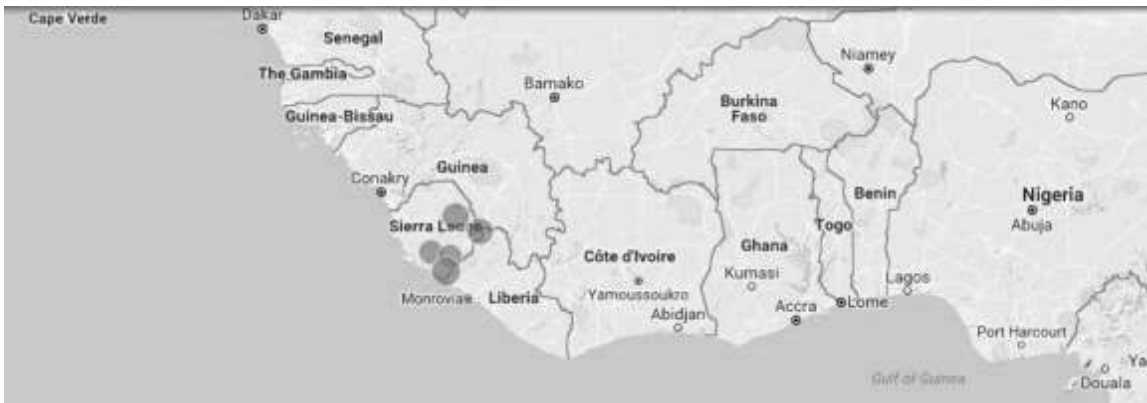 Cape Verde
Dakar
Senegal
The Gambia
Guinea-Bissau
Bamako
Niamey
Burkina
Faso
Kano
Guinea
Conakry
Benin
Nigeria
Abuja
Sierra
Togo
Ghana
Côte d'Ivoire
Kumasi
Lagos
Monrovia
Liberia
Yamoussoukro
Accra
Lome
Abidjan
Port Harcourt
Gulf of Guinea
Ya
Douala